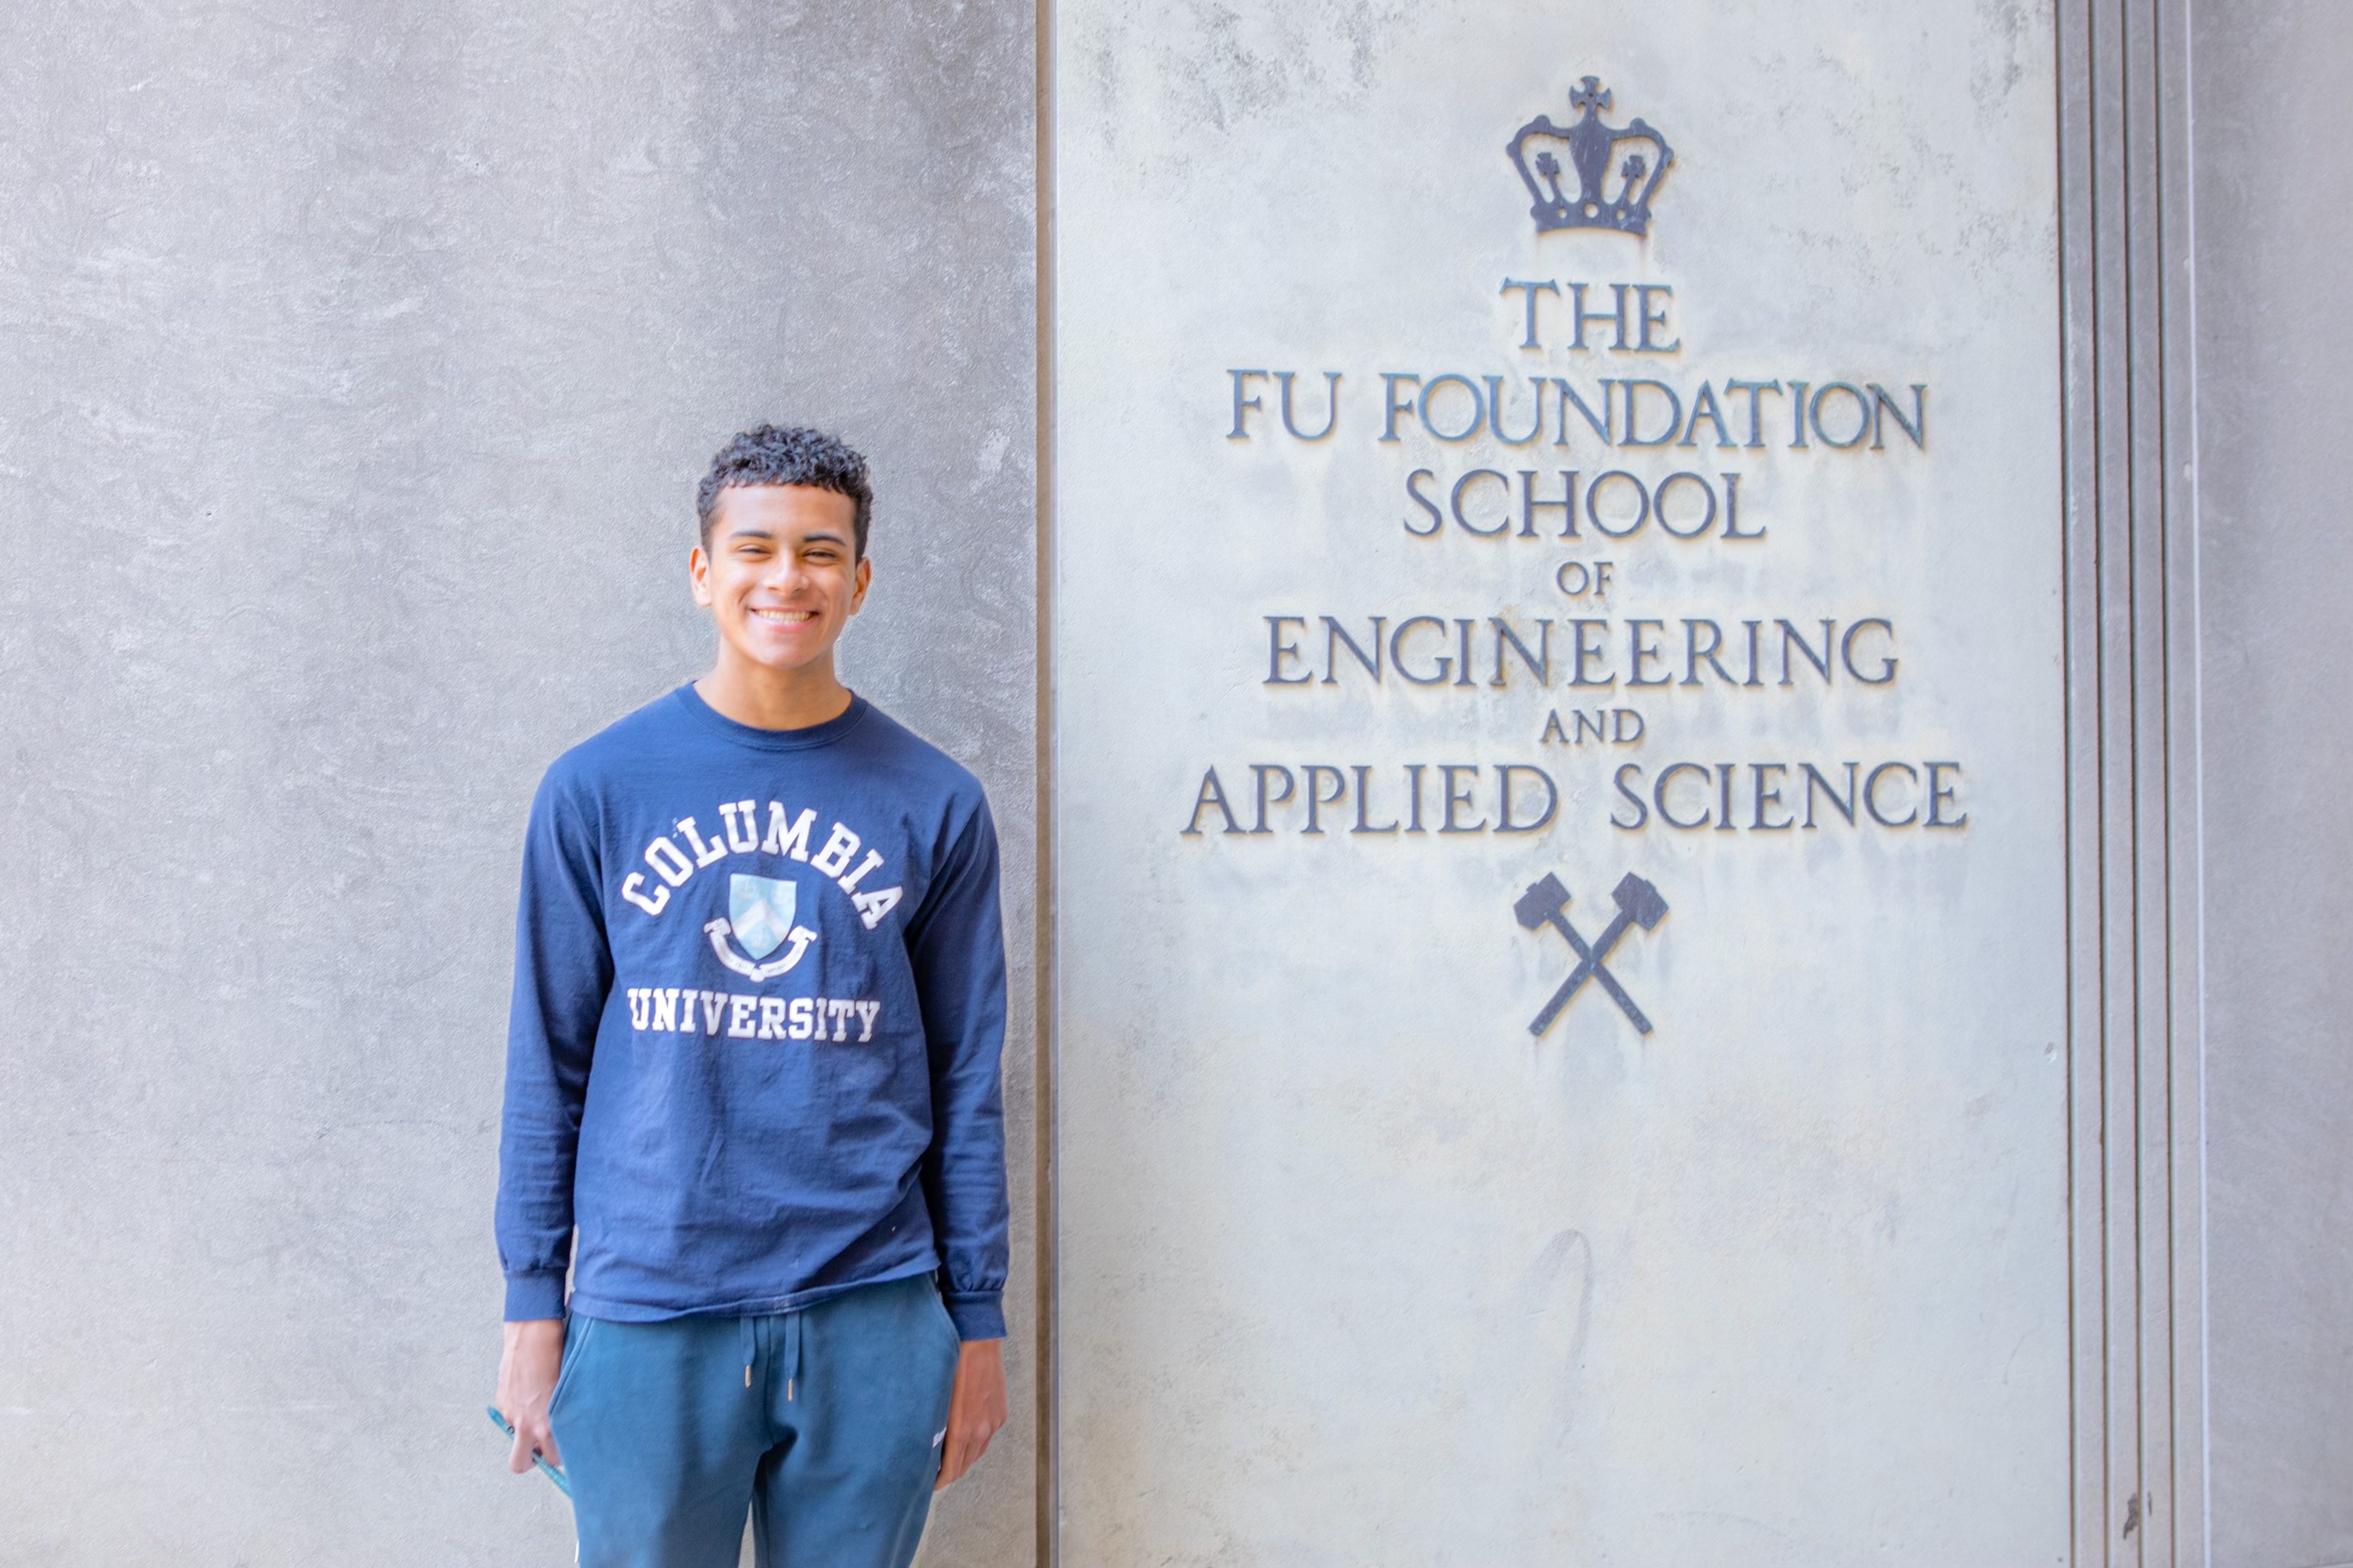 THE
FU FOUNDATION
SCHOOL
OF
ENGINEERING
AND
APPLIED SCIENCE
COLUMBIA
UNIVERSITY